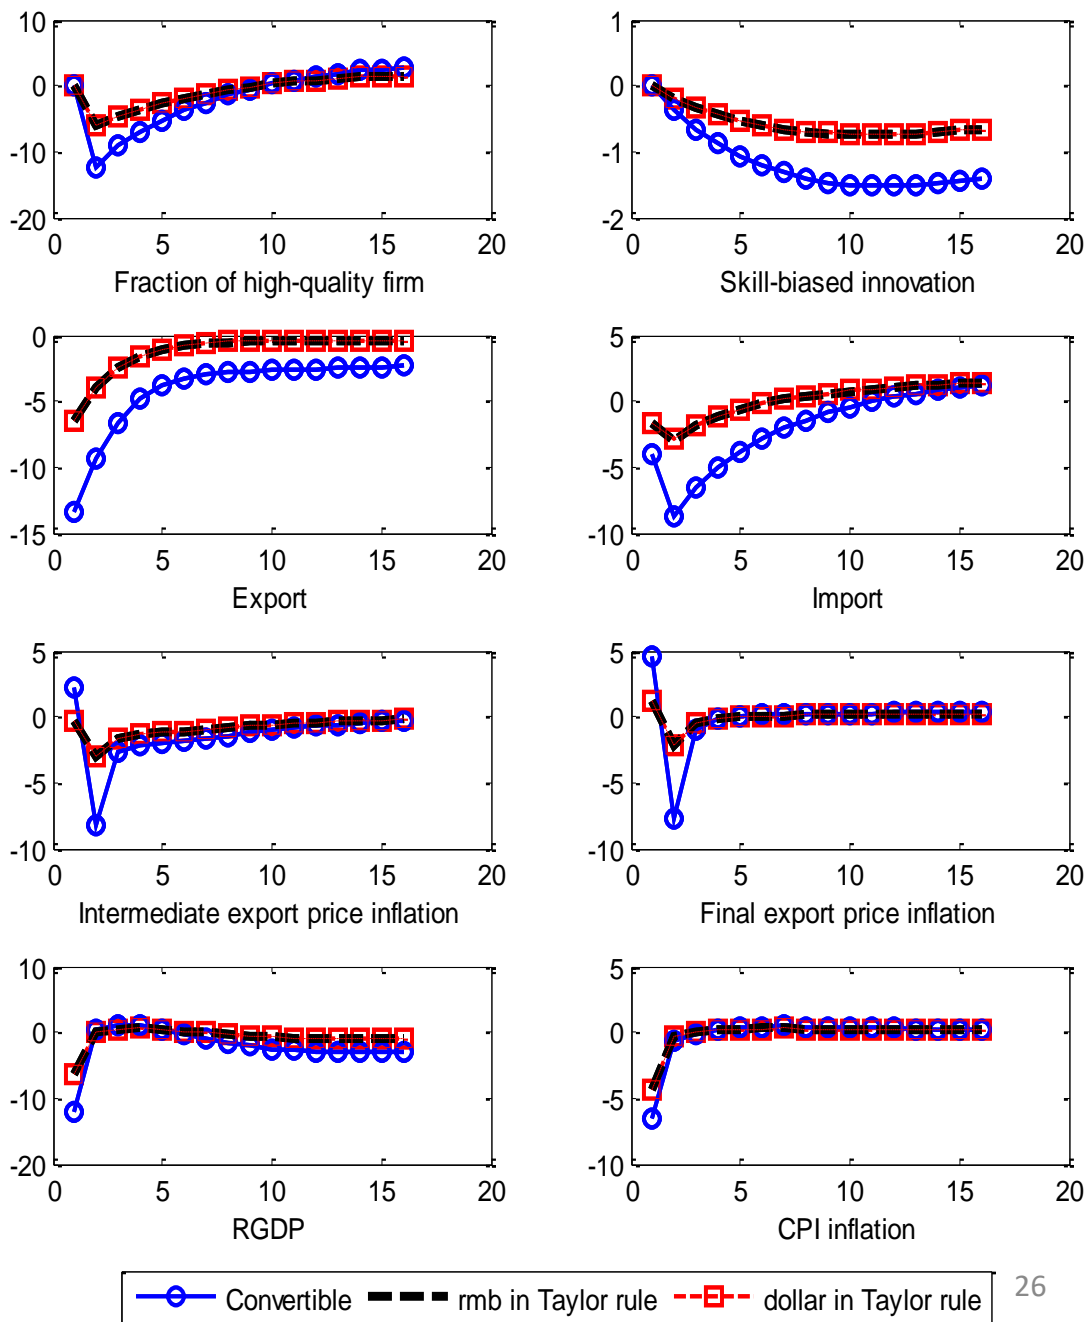 10
0
-10
-20
0 5 10 15 20
Fraction of high-quality firm
1
0
-1
-2
0 5 10 15 20
Skill-biased innovation
0
-5
-10
-15
0 5 10 15 20
Export
5
0
-5
-10
0 5 10 15 20
Import
5
0
-5
-10
0 5 10 15 20
Intermediate export price inflation
5
0
-5
-10
0 5 10 15 20
Final export price inflation
10
0
-10
-20
0 5 10 15 20
RGDP
5
0
-5
-10
0 5 10 15 20
CPI inflation
Convertible rmb in Taylor rule dollar in Taylor rule
26